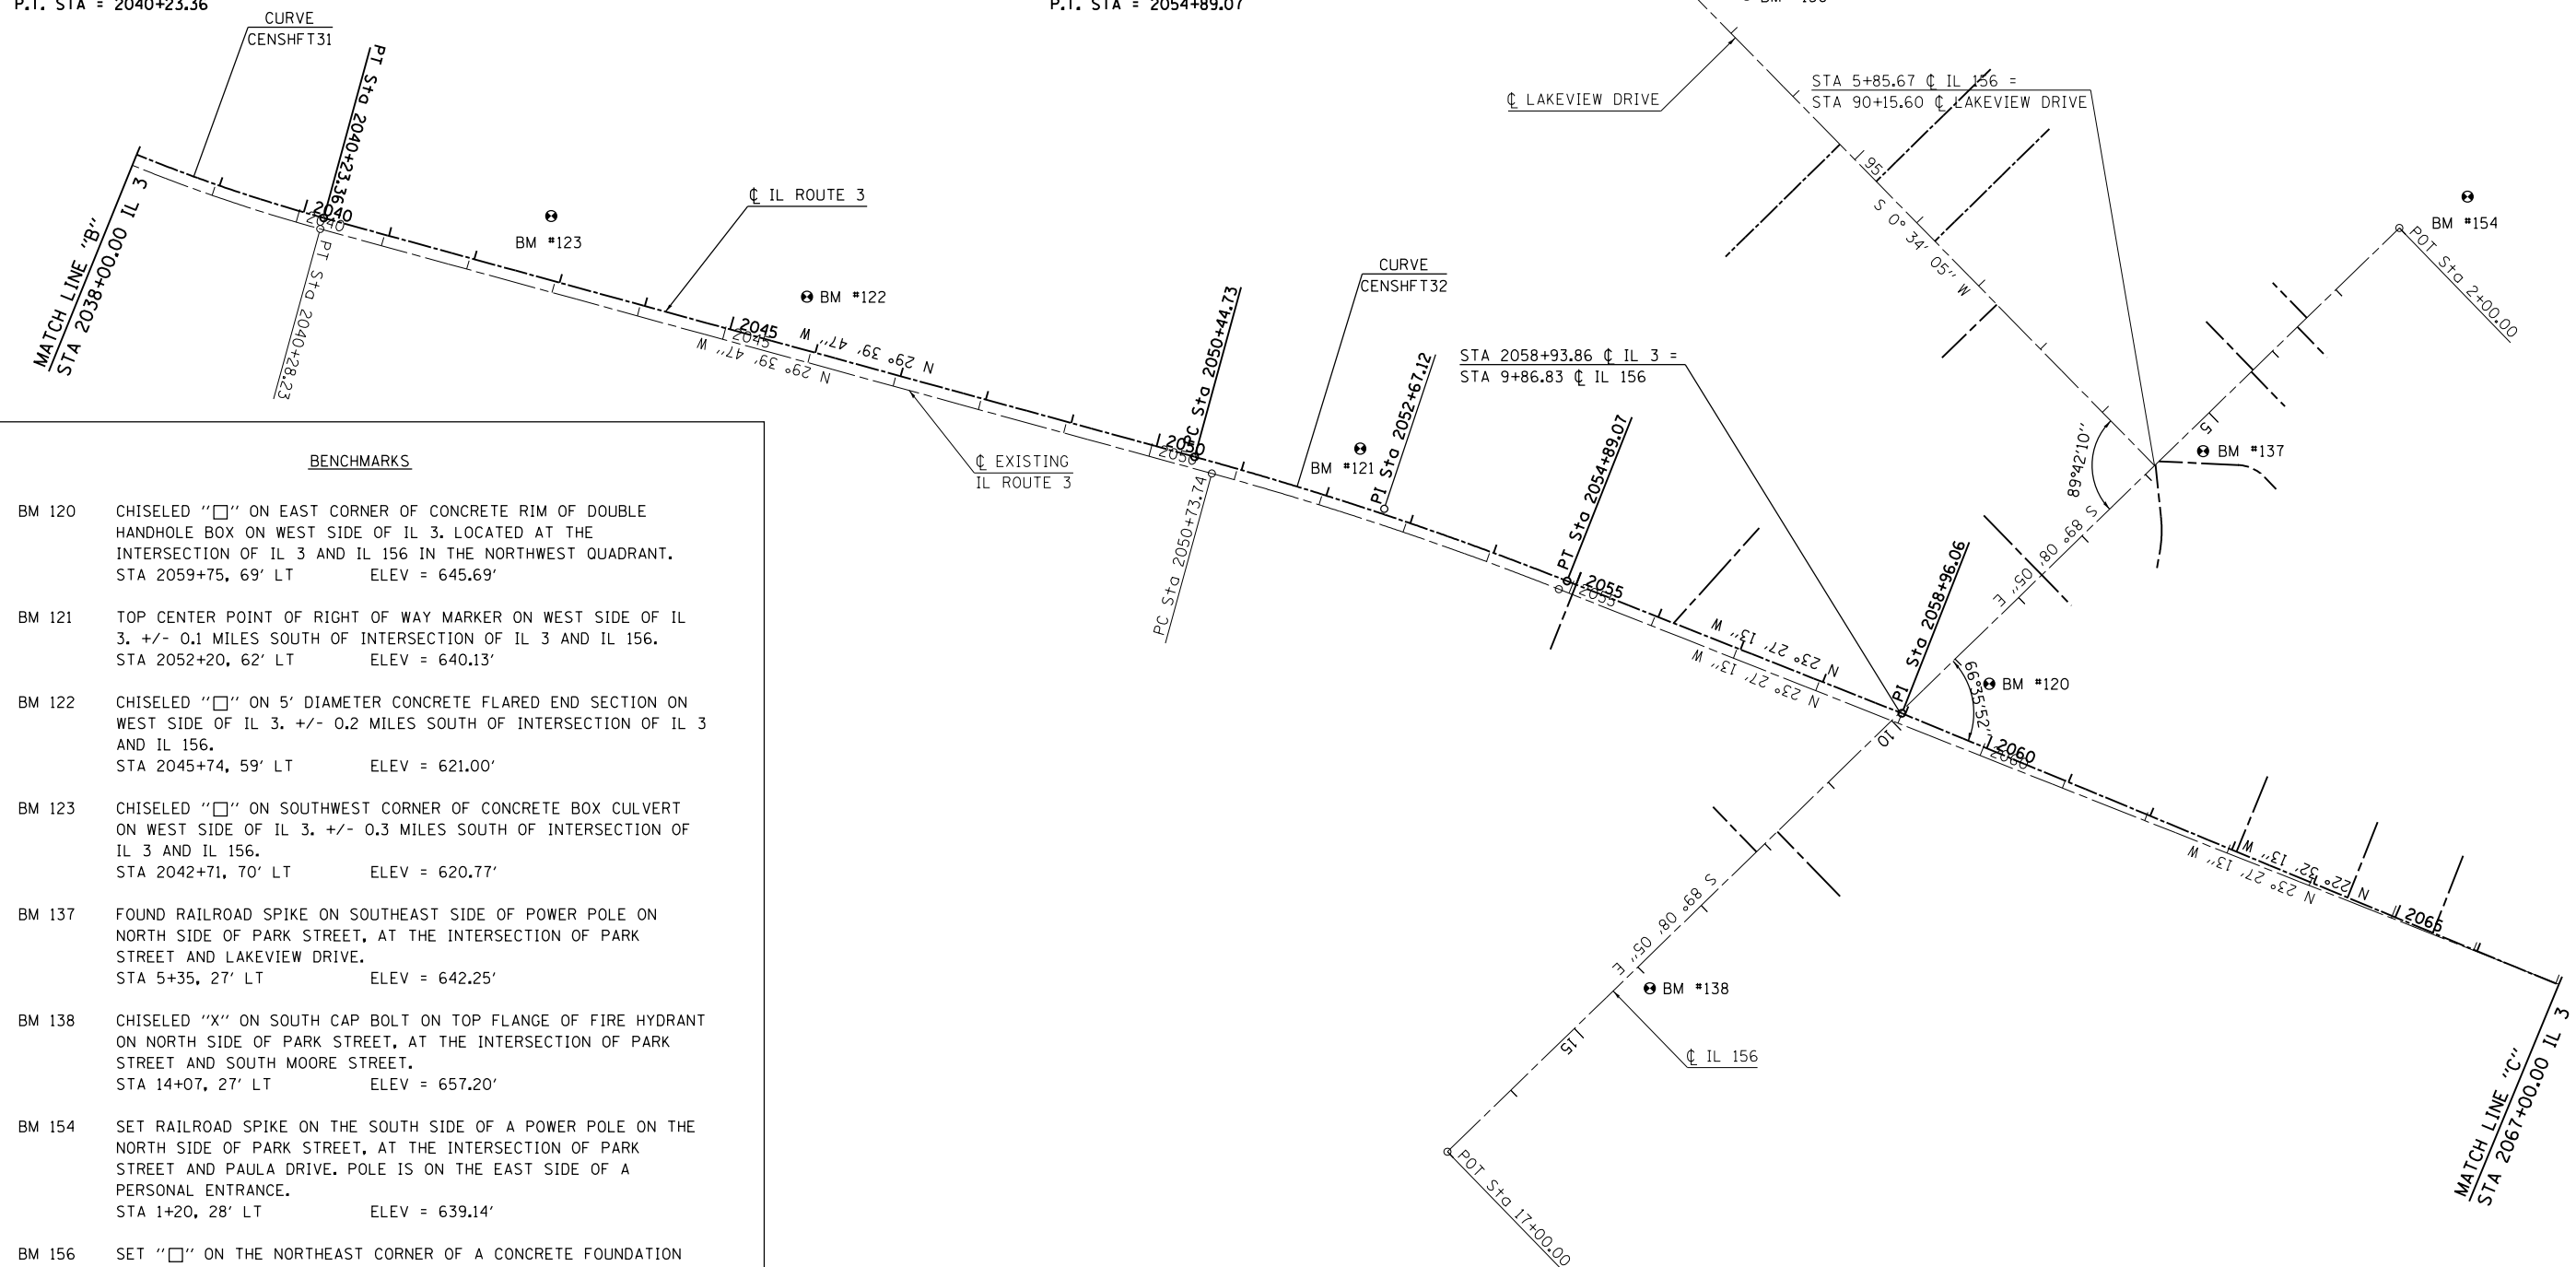 P.T. STA = 2040+23.36
P.T. STA = 2054+89.07
CURVE
CENSHFT31
PT Sta 2040+23.36
MATCH LINE "B"
STA 2038+00.00 IL 3
2040
2040
PT Sta 2040+28.23
BM #123
℄ IL ROUTE 3
BM #122
2045
2045
N 29° 39' 47" W
N 29° 39' 47" W
℄ EXISTING
IL ROUTE 3
PC Sta 2050+44.73
2050
2050
PC Sta 2050+73.74
CURVE
CENSHFT32
BM #121
PI Sta 2052+67.12
PT Sta 2054+89.07
2055
2055
STA 2058+93.86 ℄ IL 3 =
STA 9+86.83 ℄ IL 156
N 23° 27' 13" W
N 23° 27' 13" W
PI Sta 2058+96.06
℄ LAKEVIEW DRIVE
STA 5+85.67 ℄ IL 156 =
STA 90+15.60 ℄ LAKEVIEW DRIVE
95
S 0° 34' 05" W
BM #154
POT Sta 2+00.00
5
BM #137
89°42'10"
S 89° 08' 05" E
66°35'52"
BM #120
10
2060
2060
S 89° 08' 05" E
BM #138
15
℄ IL 156
POT Sta 17+00.00
N 22° 32' 13" W
N 23° 27' 13" W
2065
MATCH LINE "C"
STA 2067+00.00 IL 3
BENCHMARKS
BM 120 CHISELED "□" ON EAST CORNER OF CONCRETE RIM OF DOUBLE
HANDHOLE BOX ON WEST SIDE OF IL 3. LOCATED AT THE
INTERSECTION OF IL 3 AND IL 156 IN THE NORTHWEST QUADRANT.
STA 2059+75, 69' LT ELEV = 645.69'
BM 121 TOP CENTER POINT OF RIGHT OF WAY MARKER ON WEST SIDE OF IL
3. +/- 0.1 MILES SOUTH OF INTERSECTION OF IL 3 AND IL 156.
STA 2052+20, 62' LT ELEV = 640.13'
BM 122 CHISELED "□" ON 5' DIAMETER CONCRETE FLARED END SECTION ON
WEST SIDE OF IL 3. +/- 0.2 MILES SOUTH OF INTERSECTION OF IL 3
AND IL 156.
STA 2045+74, 59' LT ELEV = 621.00'
BM 123 CHISELED "□" ON SOUTHWEST CORNER OF CONCRETE BOX CULVERT
ON WEST SIDE OF IL 3. +/- 0.3 MILES SOUTH OF INTERSECTION OF
IL 3 AND IL 156.
STA 2042+71, 70' LT ELEV = 620.77'
BM 137 FOUND RAILROAD SPIKE ON SOUTHEAST SIDE OF POWER POLE ON
NORTH SIDE OF PARK STREET, AT THE INTERSECTION OF PARK
STREET AND LAKEVIEW DRIVE.
STA 5+35, 27' LT ELEV = 642.25'
BM 138 CHISELED "X" ON SOUTH CAP BOLT ON TOP FLANGE OF FIRE HYDRANT
ON NORTH SIDE OF PARK STREET, AT THE INTERSECTION OF PARK
STREET AND SOUTH MOORE STREET.
STA 14+07, 27' LT ELEV = 657.20'
BM 154 SET RAILROAD SPIKE ON THE SOUTH SIDE OF A POWER POLE ON THE
NORTH SIDE OF PARK STREET, AT THE INTERSECTION OF PARK
STREET AND PAULA DRIVE. POLE IS ON THE EAST SIDE OF A
PERSONAL ENTRANCE.
STA 1+20, 28' LT ELEV = 639.14'
BM 156 SET "□" ON THE NORTHEAST CORNER OF A CONCRETE FOUNDATION